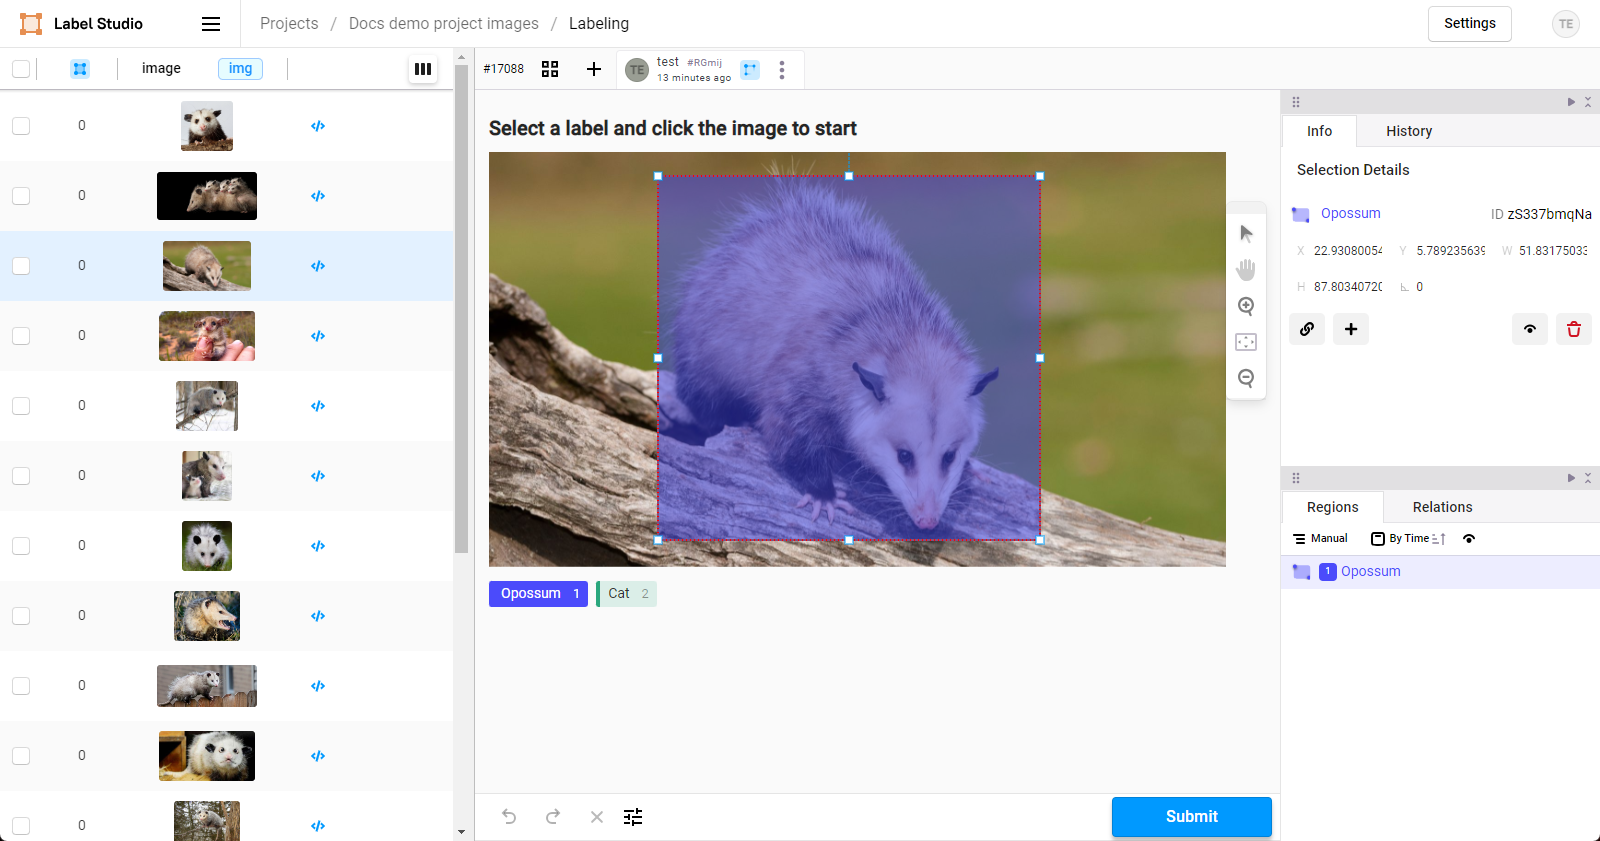 Label Studio
Projects / Docs demo project images / Labeling
Settings
TE
image
img
#17088
TE
test #RGmij
13 minutes ago
Select a label and click the image to start
Opossum 1
Cat 2
Submit
Info
History
Selection Details
Opossum
ID zS337bmqNa
X 22.93080054
Y 5.789235639
W 51.83175033
H 87.80340720
0
Regions
Relations
Manual
By Time
1 Opossum
0
0
0
0
0
0
0
0
0
0
0